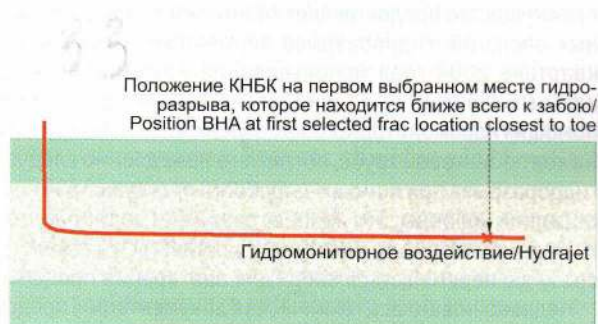 Положение КНБК на первом выбранном месте гидро-
разрыва, которое находится ближе всего к забою/
Position BHA at first selected frac location closest to toe
Гидромониторное воздействие/Hydrajet